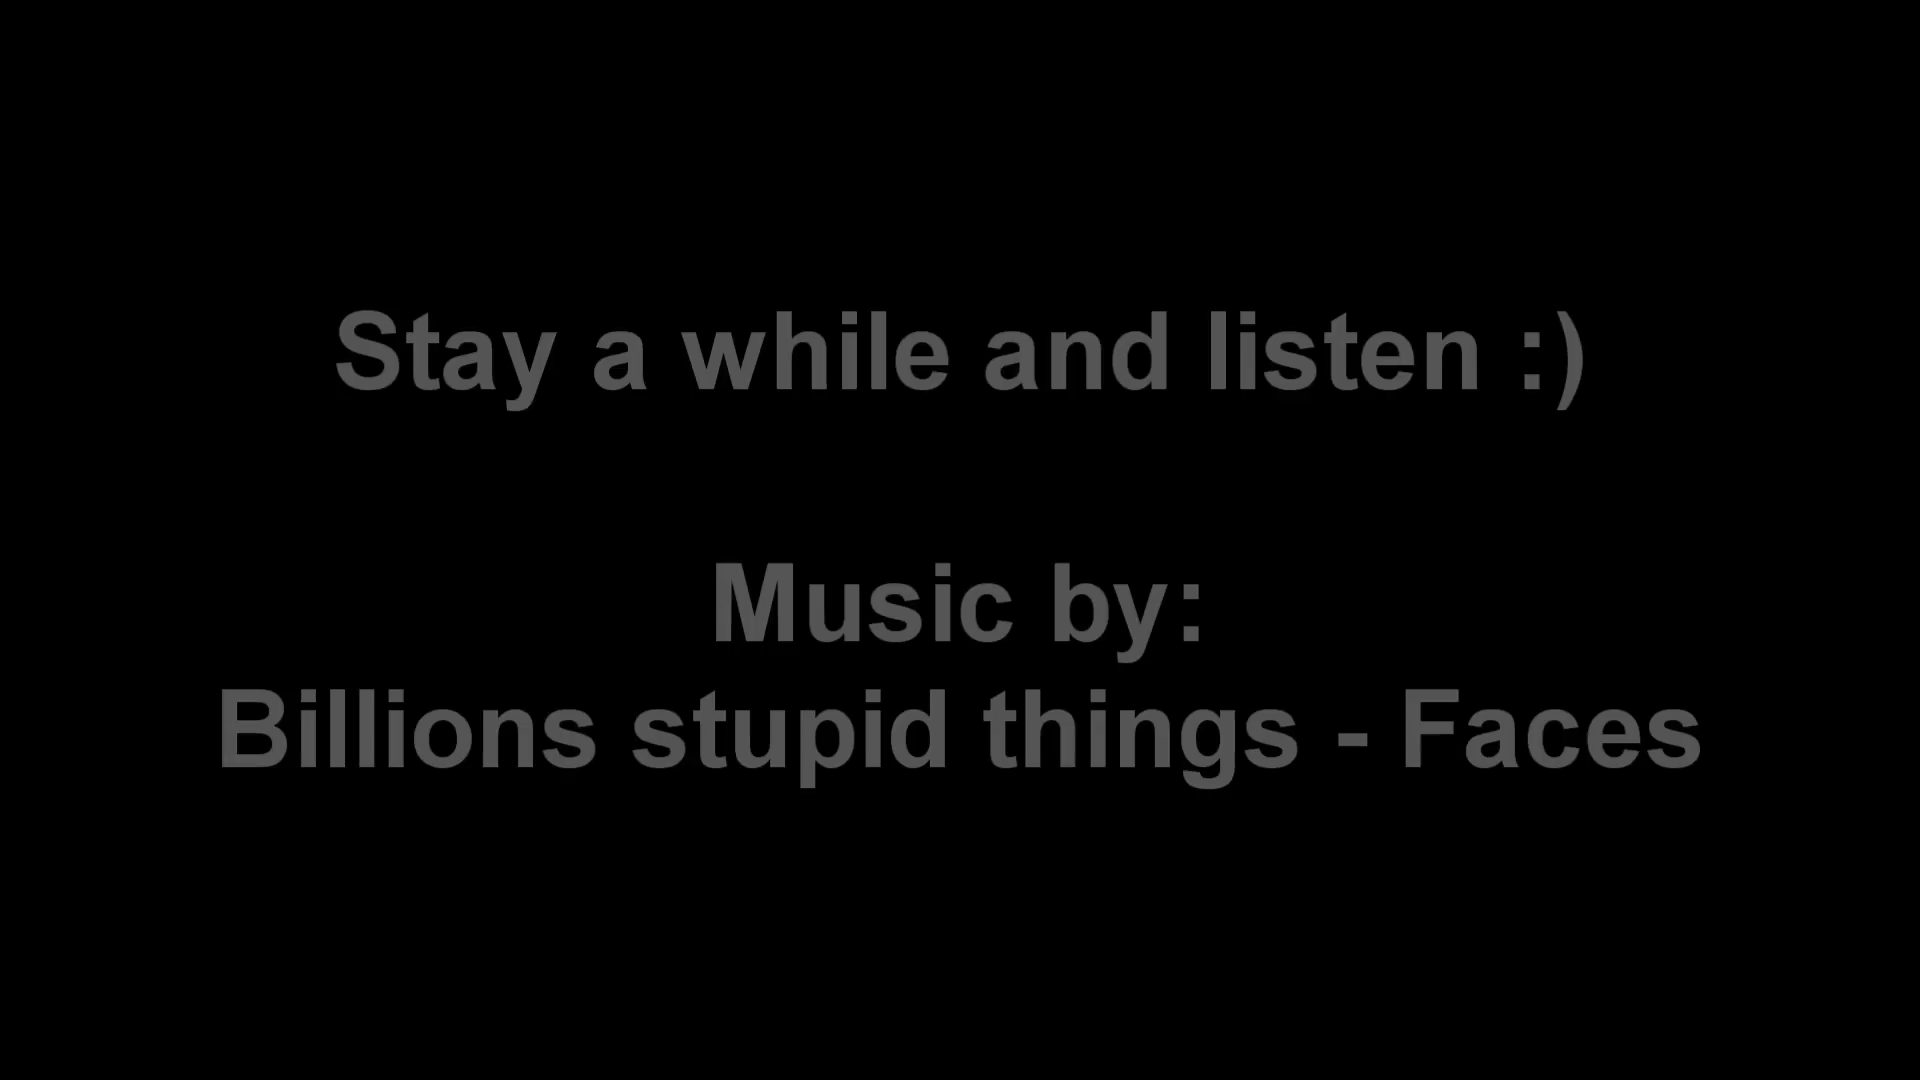 Stay a while and listen :)
Music by:
Billions stupid things - Faces